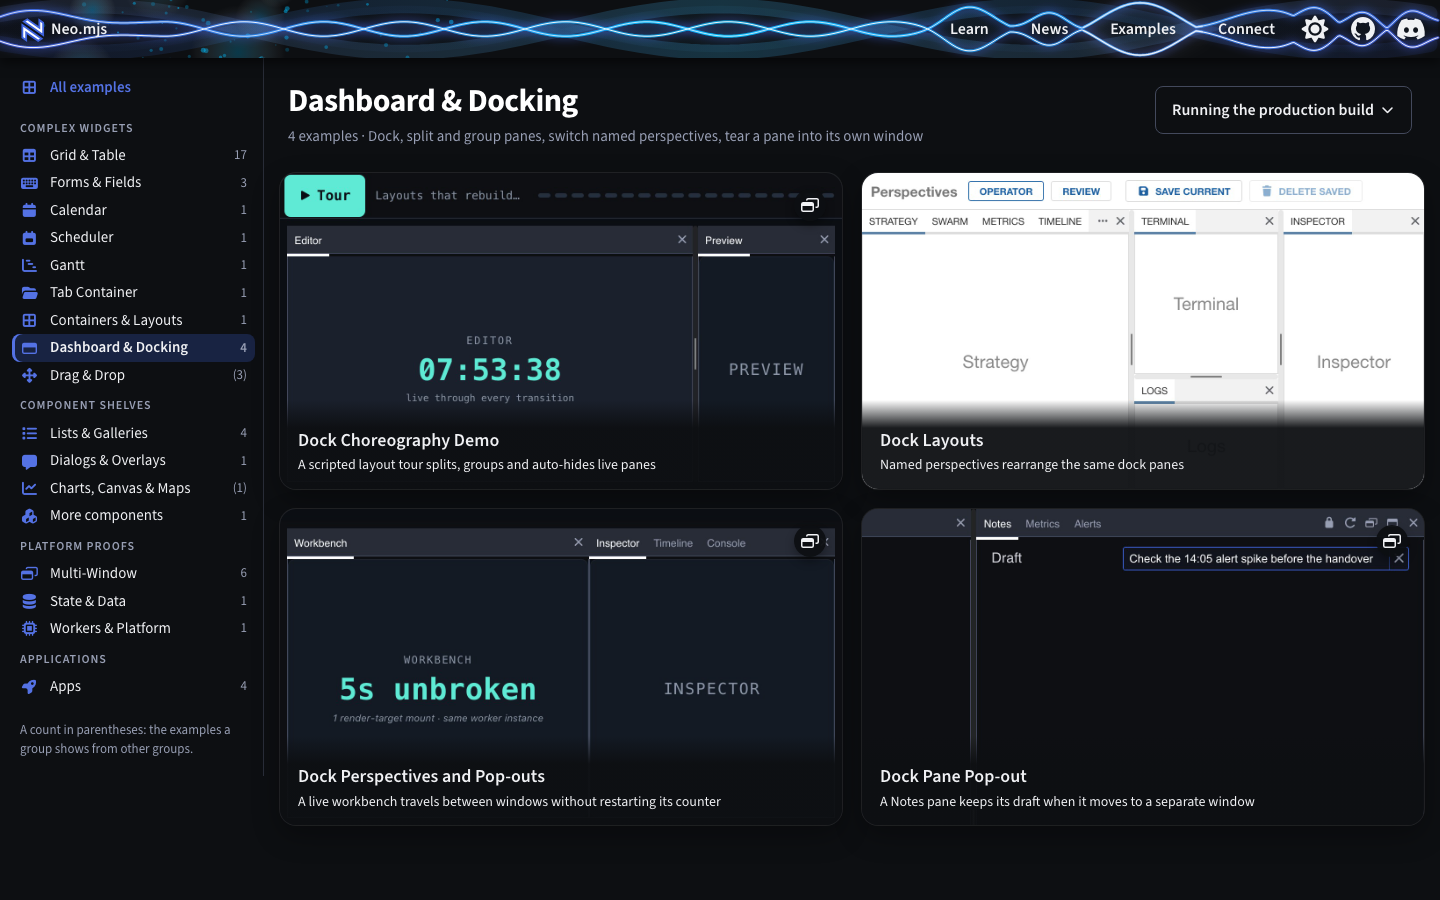 Neo.mjs
Learn
News
Examples
Connect
All examples
COMPLEX WIDGETS
Grid & Table 17
Forms & Fields 3
Calendar 1
Scheduler 1
Gantt 1
Tab Container 1
Containers & Layouts 1
Dashboard & Docking 4
Drag & Drop (3)
COMPONENT SHELVES
Lists & Galleries 4
Dialogs & Overlays 1
Charts, Canvas & Maps (1)
More components 1
PLATFORM PROOFS
Multi-Window 6
State & Data 1
Workers & Platform 1
APPLICATIONS
Apps 4
A count in parentheses: the examples a
group shows from other groups.
Dashboard & Docking
4 examples · Dock, split and group panes, switch named perspectives, tear a pane into its own window
Running the production build
Tour
Layouts that rebuild…
Editor
Preview
EDITOR
07:53:38
live through every transition
PREVIEW
Dock Choreography Demo
A scripted layout tour splits, groups and auto-hides live panes
Perspectives
OPERATOR
REVIEW
SAVE CURRENT
DELETE SAVED
STRATEGY
SWARM
METRICS
TIMELINE
TERMINAL
INSPECTOR
Terminal
Strategy
Inspector
LOGS
Logs
Dock Layouts
Named perspectives rearrange the same dock panes
Workbench
Inspector
Timeline
Console
WORKBENCH
5s unbroken
1 render-target mount · same worker instance
INSPECTOR
Dock Perspectives and Pop-outs
A live workbench travels between windows without restarting its counter
Notes
Metrics
Alerts
Draft
Check the 14:05 alert spike before the handover
Dock Pane Pop-out
A Notes pane keeps its draft when it moves to a separate window